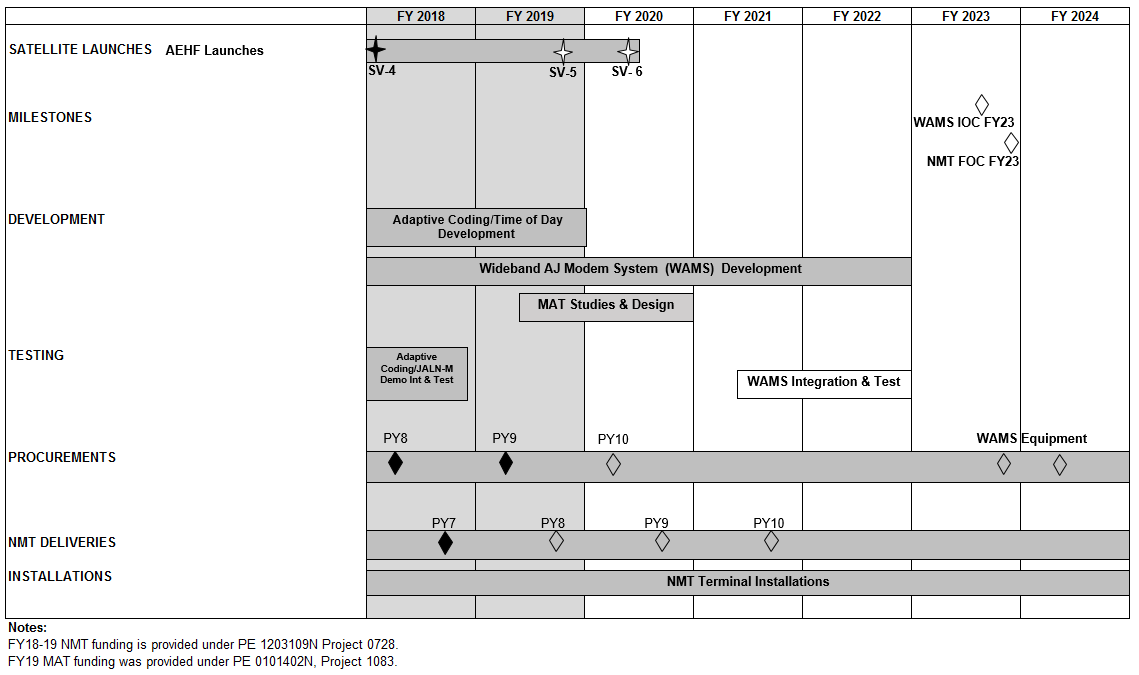 FY 2018 FY 2019 FY 2020 FY 2021 FY 2022 FY 2023 FY 2024
SATELLITE LAUNCHES AEHF Launches
SV-4 SV-5 SV- 6
MILESTONES
WAMS IOC FY23
NMT FOC FY23
DEVELOPMENT
Adaptive Coding/Time of Day
Development
Wideband AJ Modem System (WAMS) Development
MAT Studies & Design
TESTING
Adaptive
Coding/JALN-M
Demo Int & Test
WAMS Integration & Test
PY8 PY9 PY10 WAMS Equipment
PROCUREMENTS
PY7 PY8 PY9 PY10
NMT DELIVERIES
INSTALLATIONS
NMT Terminal Installations
Notes:
FY18-19 NMT funding is provided under PE 1203109N Project 0728.
FY19 MAT funding was provided under PE 0101402N, Project 1083.